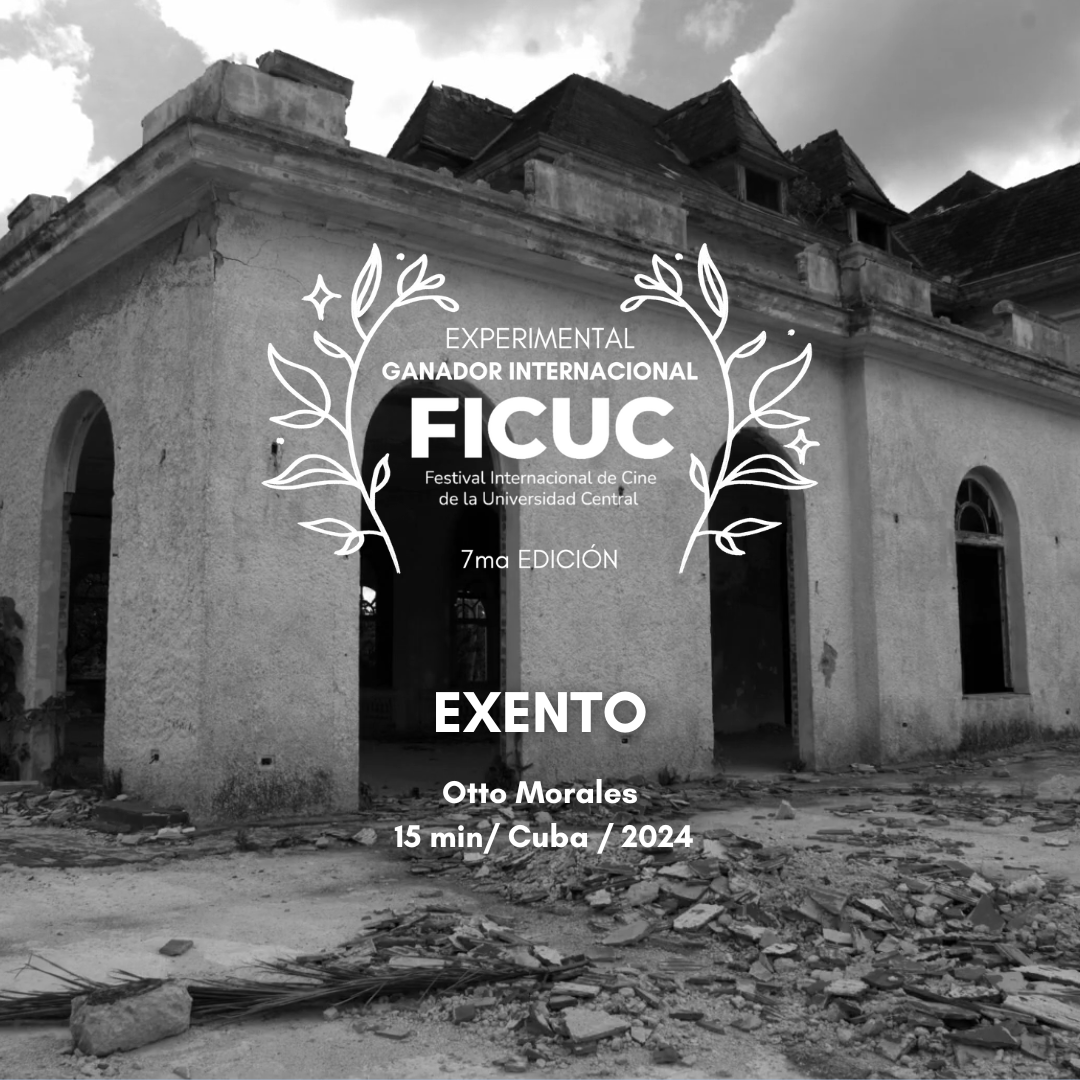 EXPERIMENTAL
GANADOR INTERNACIONAL
FICUC
Festival Internacional de Cine
de la Universidad Central
7ma EDICIÓN
EXENTO
Otto Morales
15 min/ Cuba / 2024